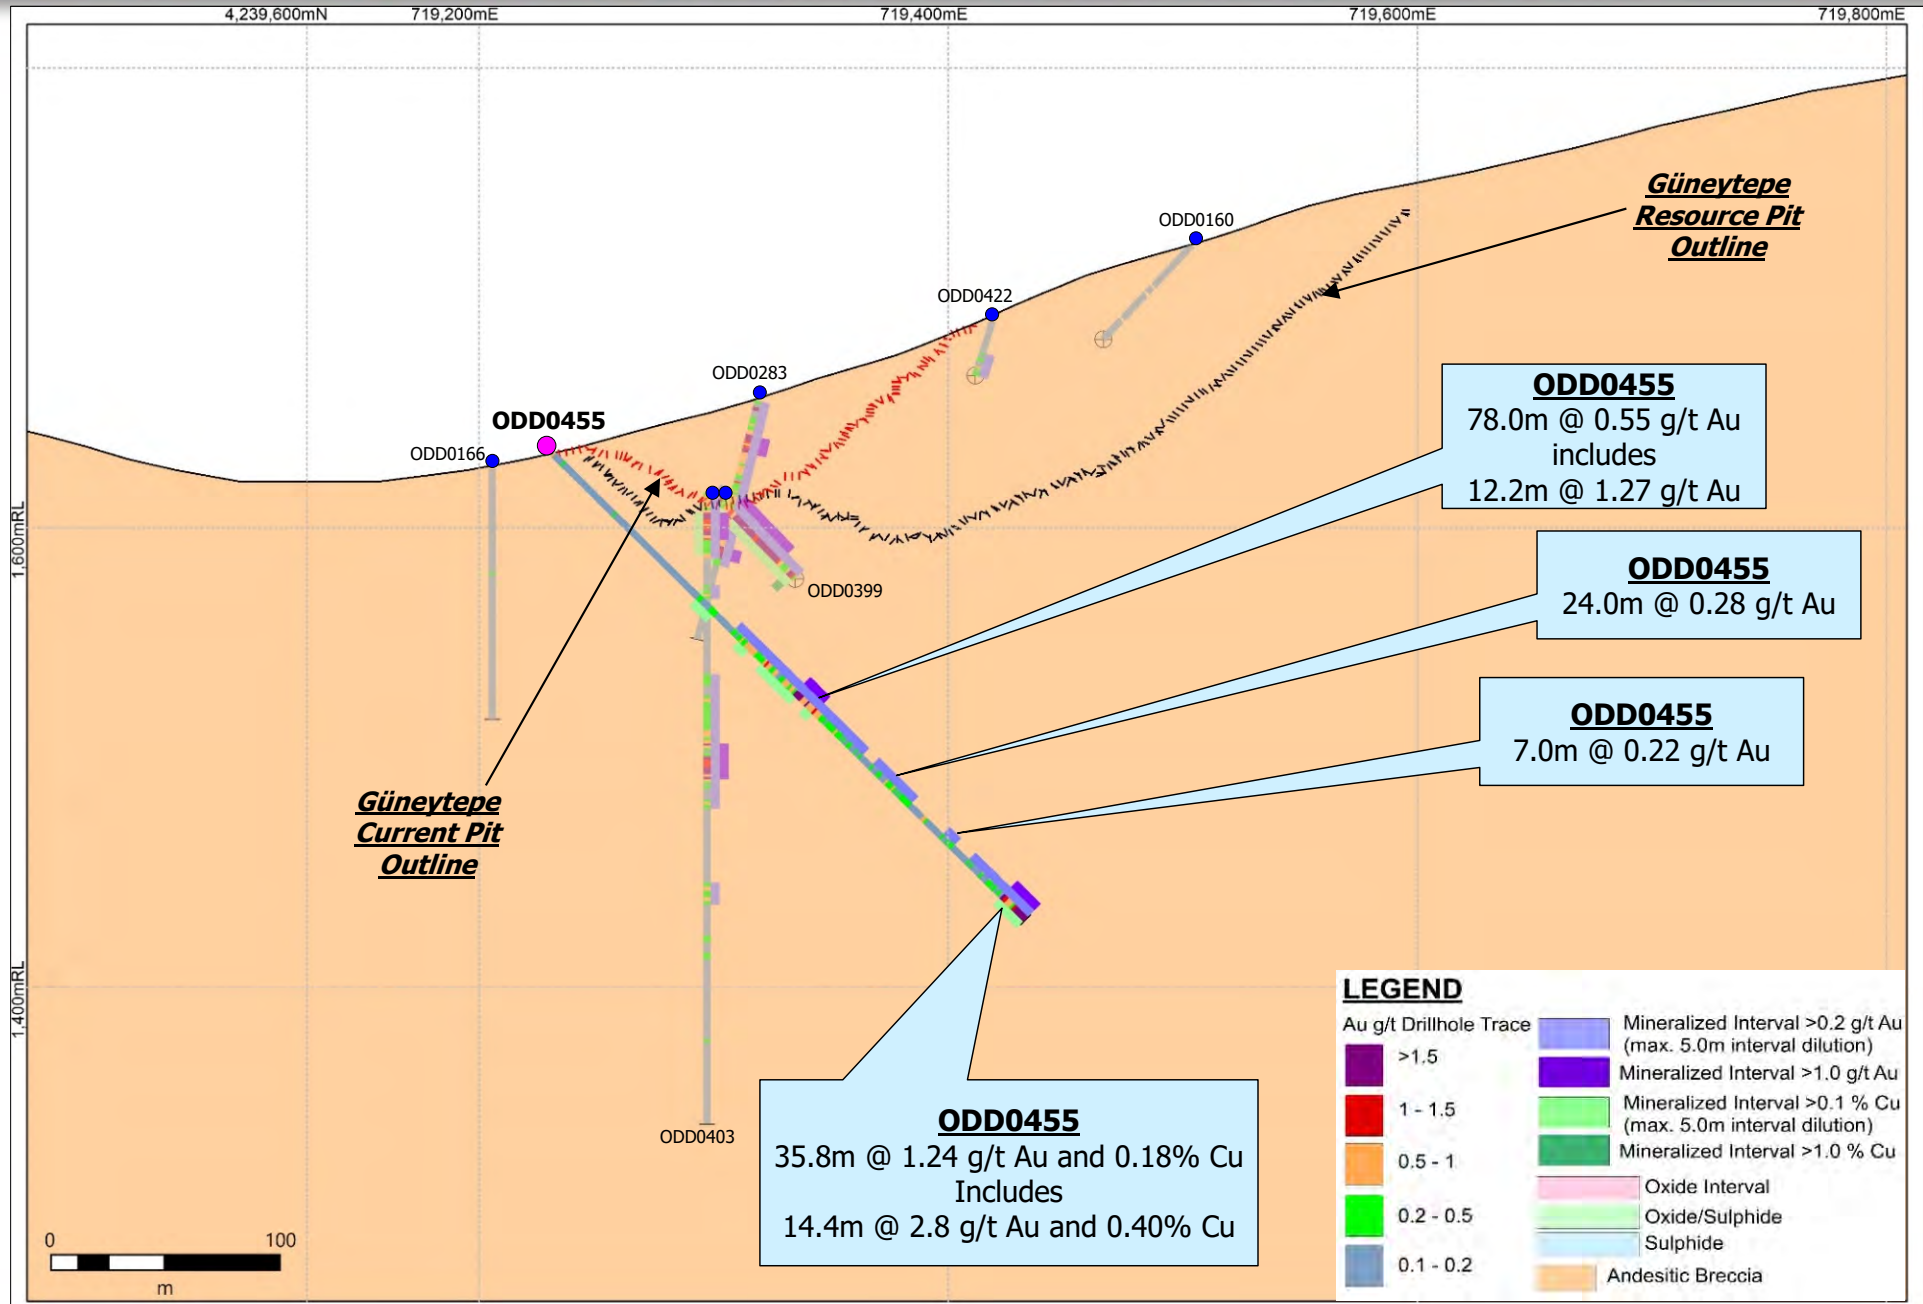 4,239,600mN
719,200mE
719,400mE
719,600mE
719,800mE
Güneytepe
Resource Pit
Outline
ODD0160
ODD0422
ODD0283
ODD0455
ODD0166
ODD0455
78.0m @ 0.55 g/t Au
includes
12.2m @ 1.27 g/t Au
1,600mRL
ODD0455
24.0m @ 0.28 g/t Au
ODD0399
ODD0455
7.0m @ 0.22 g/t Au
Güneytepe
Current Pit
Outline
1,400mRL
ODD0403
ODD0455
35.8m @ 1.24 g/t Au and 0.18% Cu
Includes
14.4m @ 2.8 g/t Au and 0.40% Cu
0
100
m
LEGEND
Au g/t Drillhole Trace
>1.5
1 - 1.5
0.5 - 1
0.2 - 0.5
0.1 - 0.2
Mineralized Interval >0.2 g/t Au
(max. 5.0m interval dilution)
Mineralized Interval >1.0 g/t Au
Mineralized Interval >0.1 % Cu
(max. 5.0m interval dilution)
Mineralized Interval >1.0 % Cu
Oxide Interval
Oxide/Sulphide
Sulphide
Andesitic Breccia